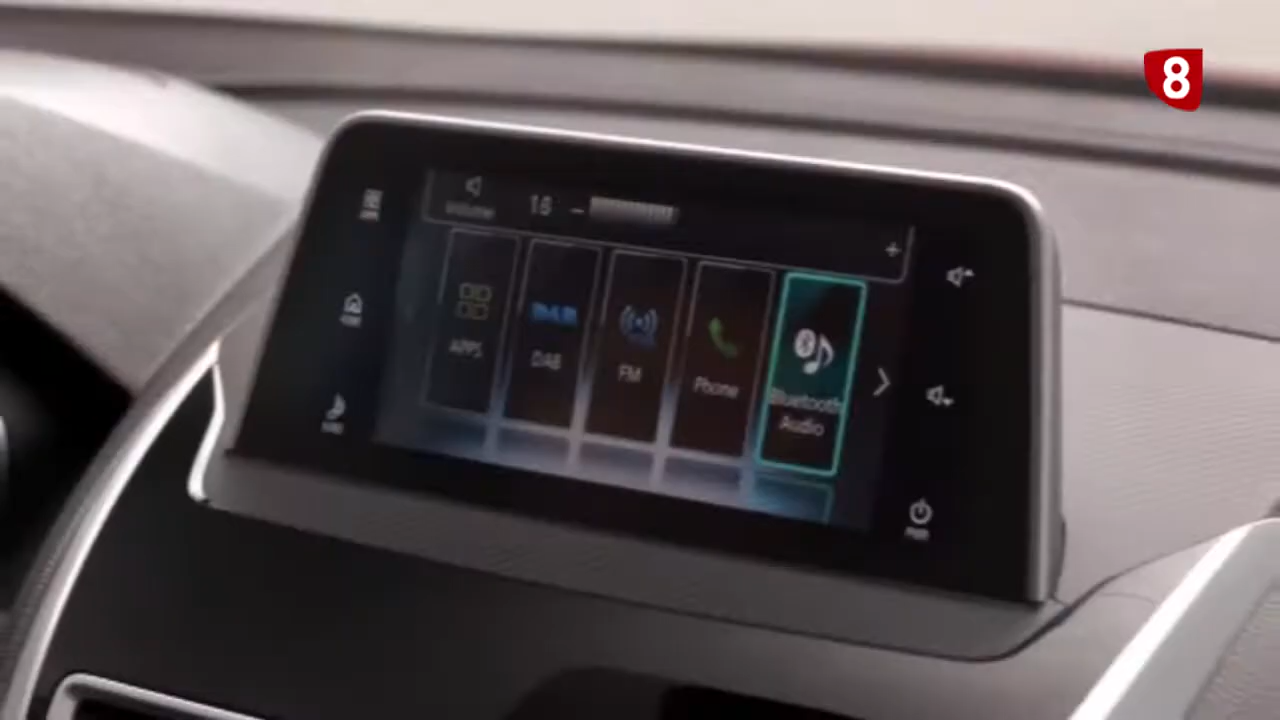 8
Volume 16 − +
APPS
DAB
FM
Phone
Bluetooth
Audio